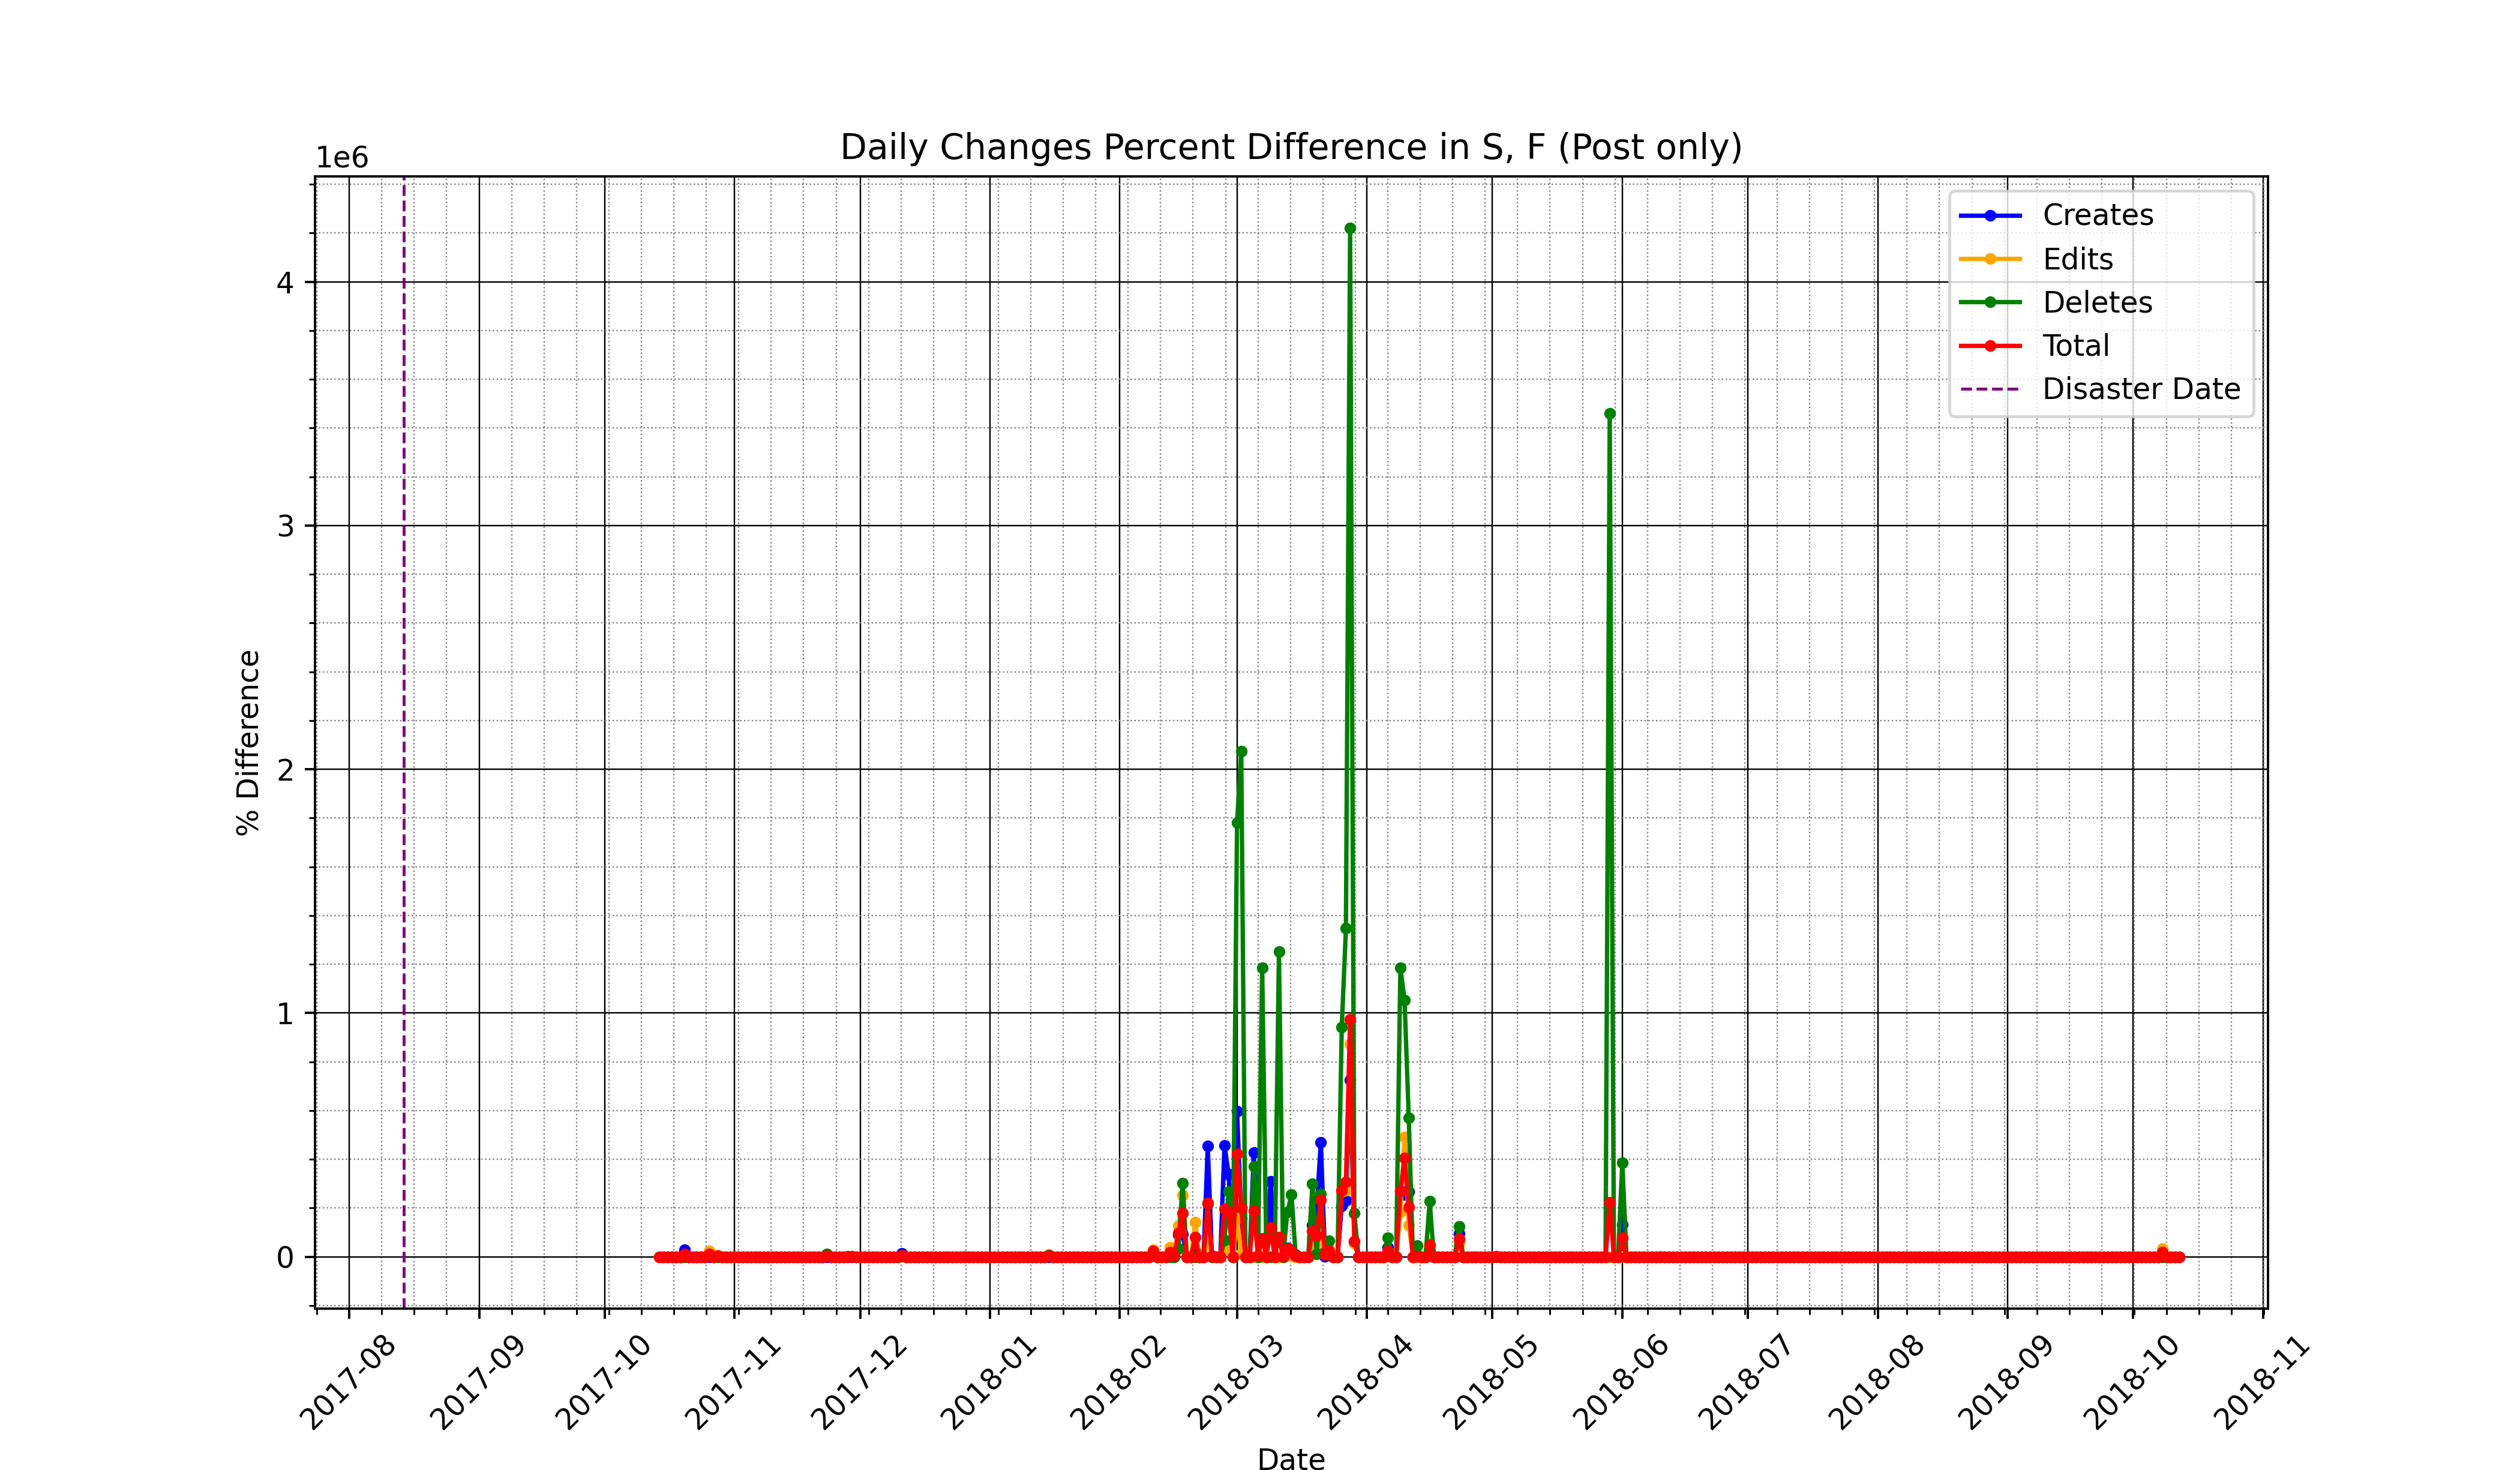 Daily Changes Percent Difference in S, F (Post only)
1e6
Creates
Edits
Deletes
Total
Disaster Date
4
3
2
1
0
% Difference
2017-08
2017-09
2017-10
2017-11
2017-12
2018-01
2018-02
2018-03
2018-04
2018-05
2018-06
2018-07
2018-08
2018-09
2018-10
2018-11
Date